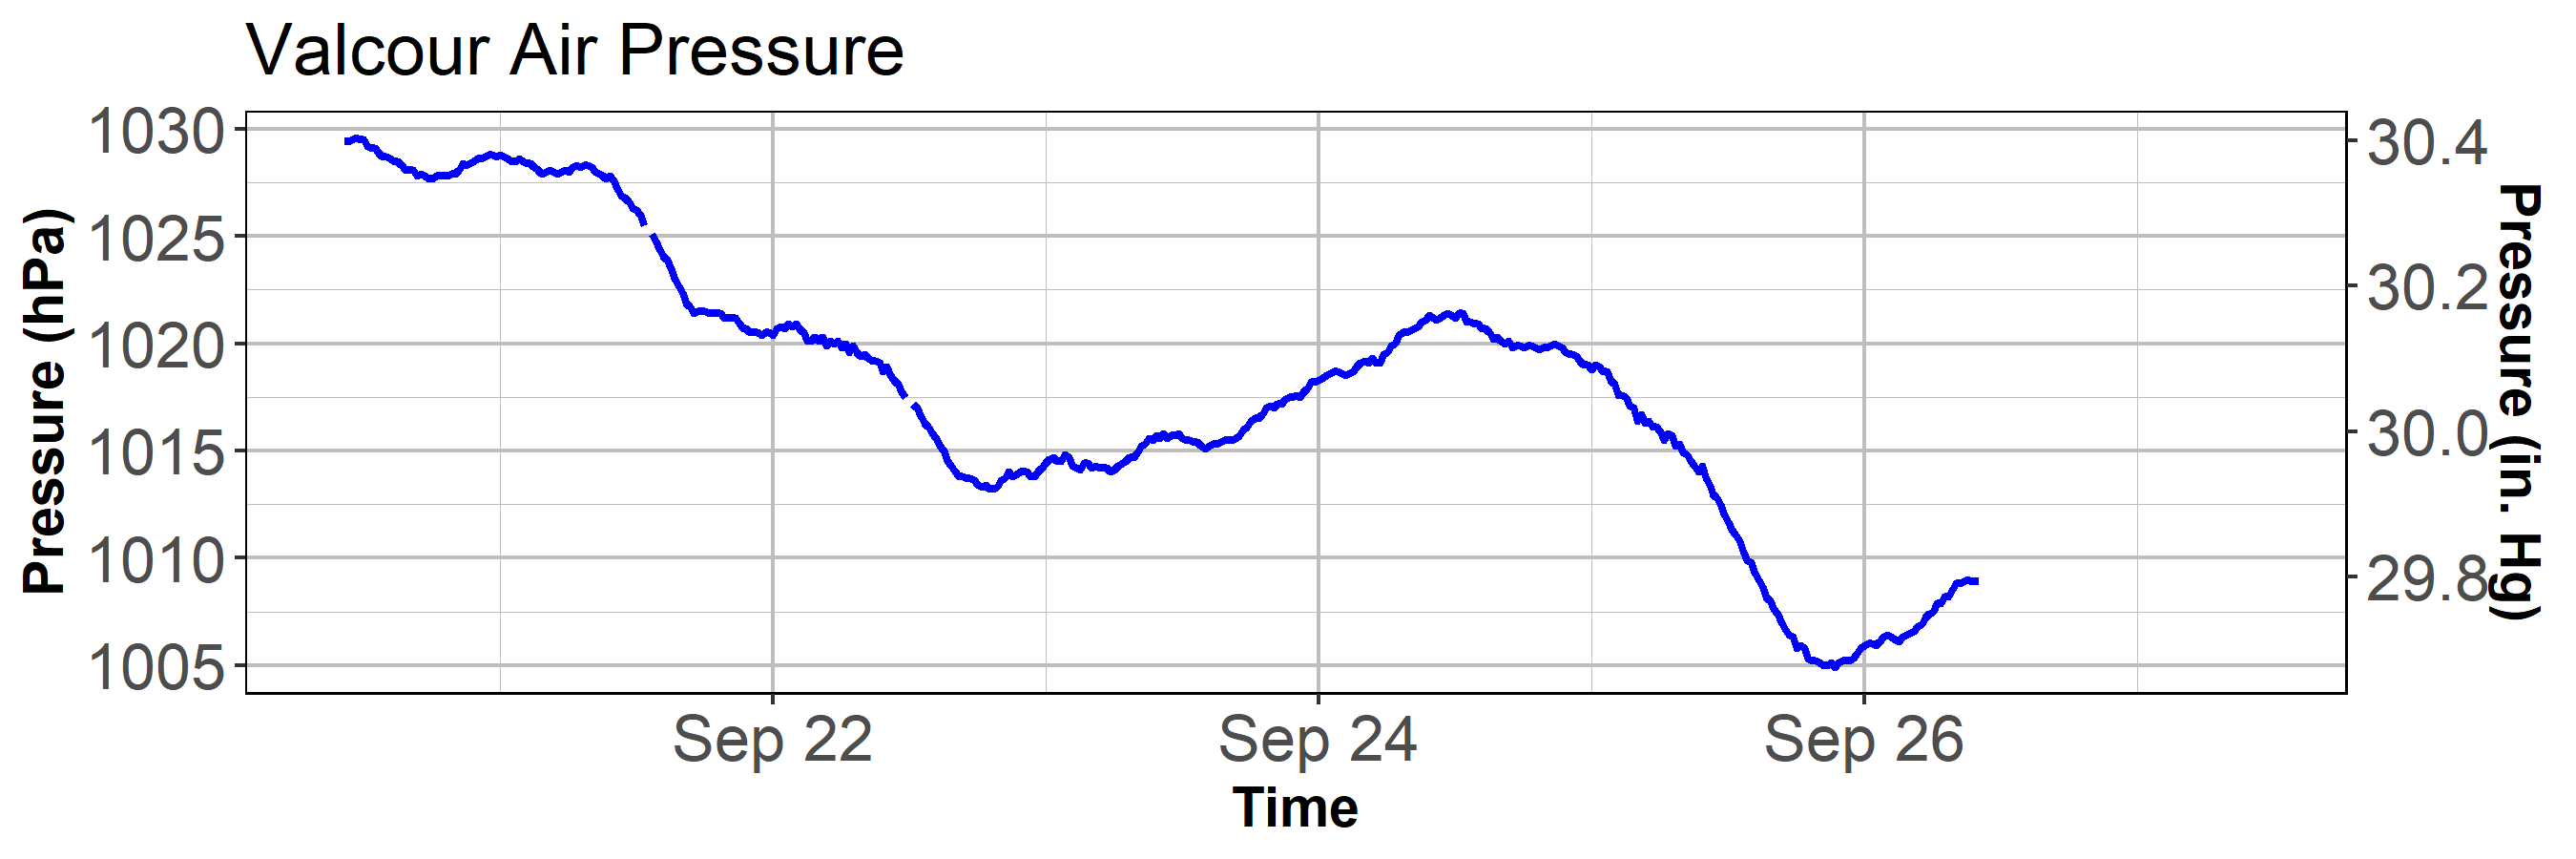 Valcour Air Pressure
Pressure (hPa)
1030
1025
1020
1015
1010
1005
30.4
30.2
30.0
29.8
Pressure (in. Hg)
Sep 22
Sep 24
Sep 26
Time